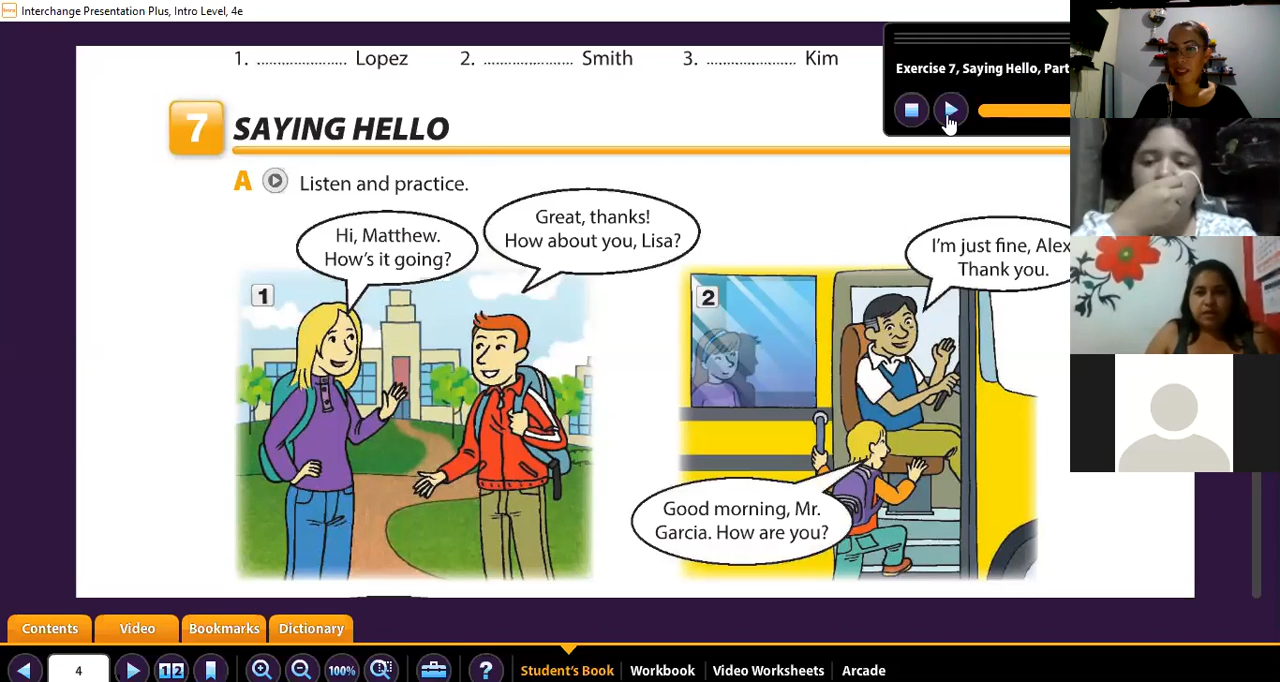 Interchange Presentation Plus, Intro Level, 4e
1. .................... Lopez 2. .................... Smith 3. .................... Kim
Exercise 7, Saying Hello, Part
7 SAYING HELLO
A Listen and practice.
Hi, Matthew.
How's it going?
Great, thanks!
How about you, Lisa?
I'm just fine, Alex
Thank you.
1
2
Good morning, Mr.
Garcia. How are you?
Contents Video Bookmarks Dictionary
4 12 100% ? Student's Book Workbook Video Worksheets Arcade